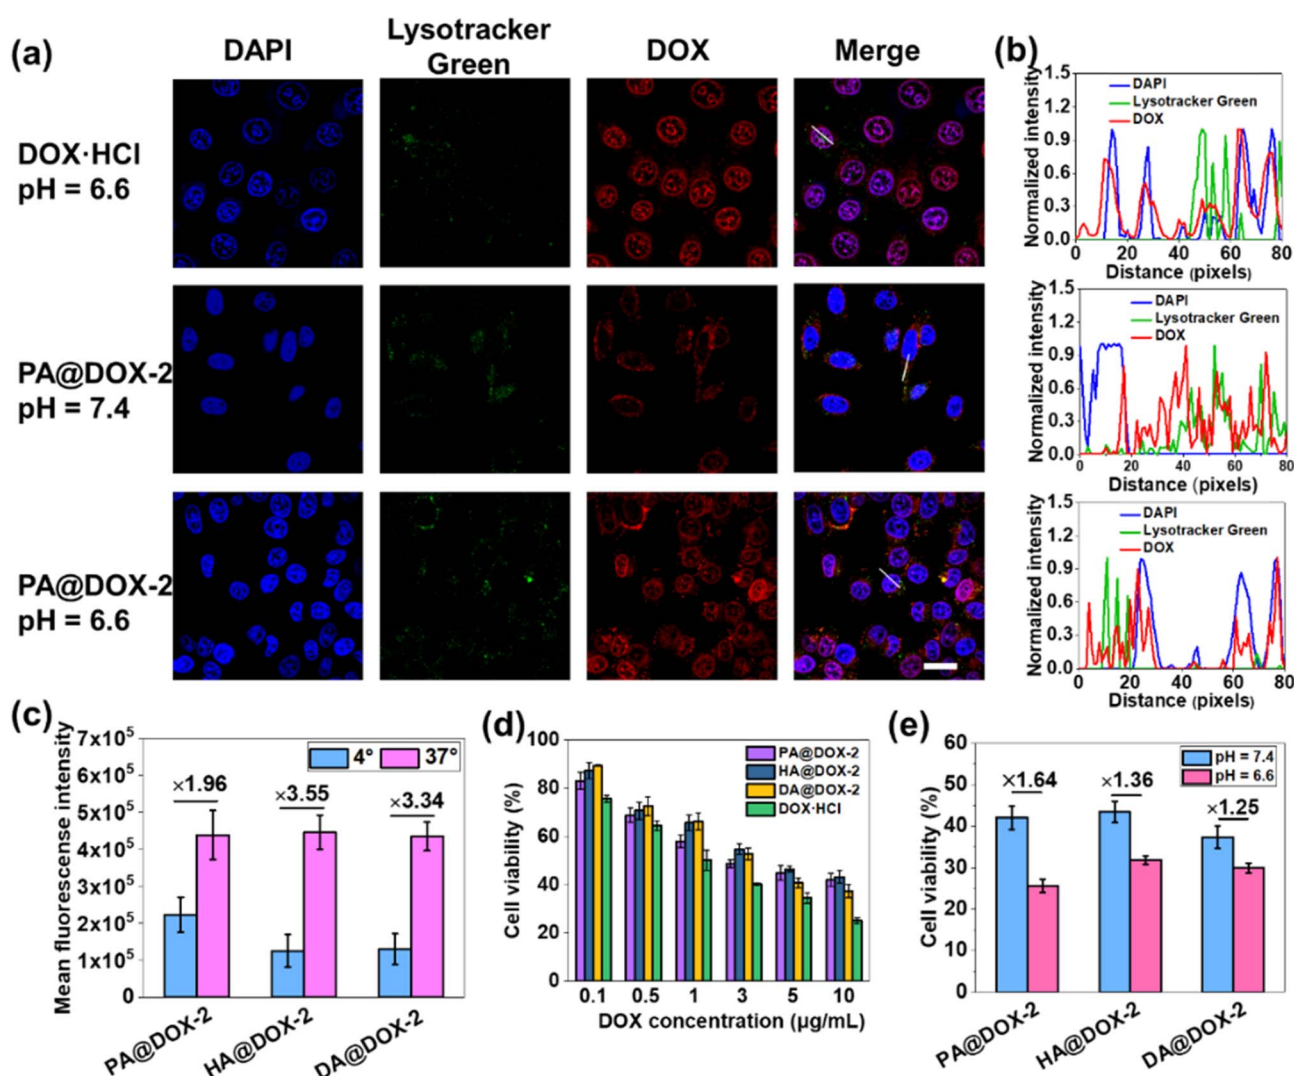 (a)
DAPI
Lysotracker
Green
DOX
Merge
DOX·HCl
pH = 6.6
PA@DOX-2
pH = 7.4
PA@DOX-2
pH = 6.6
(b)
Normalized intensity
1.5
1.2
0.9
0.6
0.3
0.0
DAPI
Lysotracker Green
DOX
0 20 40 60 80
Distance (pixels)
Normalized intensity
1.5
1.2
0.9
0.6
0.3
0.0
DAPI
Lysotracker Green
DOX
0 20 40 60 80
Distance (pixels)
Normalized intensity
1.5
1.2
0.9
0.6
0.3
0.0
DAPI
Lysotracker Green
DOX
0 20 40 60 80
Distance (pixels)
(c)
Mean fluorescense intensity
7x10⁵
6x10⁵
5x10⁵
4x10⁵
3x10⁵
2x10⁵
1x10⁵
0
4° 37°
×1.96
×3.55
×3.34
PA@DOX-2
HA@DOX-2
DA@DOX-2
(d)
Cell viability (%)
100
80
60
40
20
0
PA@DOX-2
HA@DOX-2
DA@DOX-2
DOX·HCl
0.1 0.5 1 3 5 10
DOX concentration (μg/mL)
(e)
Cell viability (%)
60
50
40
30
20
10
0
pH = 7.4
pH = 6.6
×1.64
×1.36
×1.25
PA@DOX-2
HA@DOX-2
DA@DOX-2